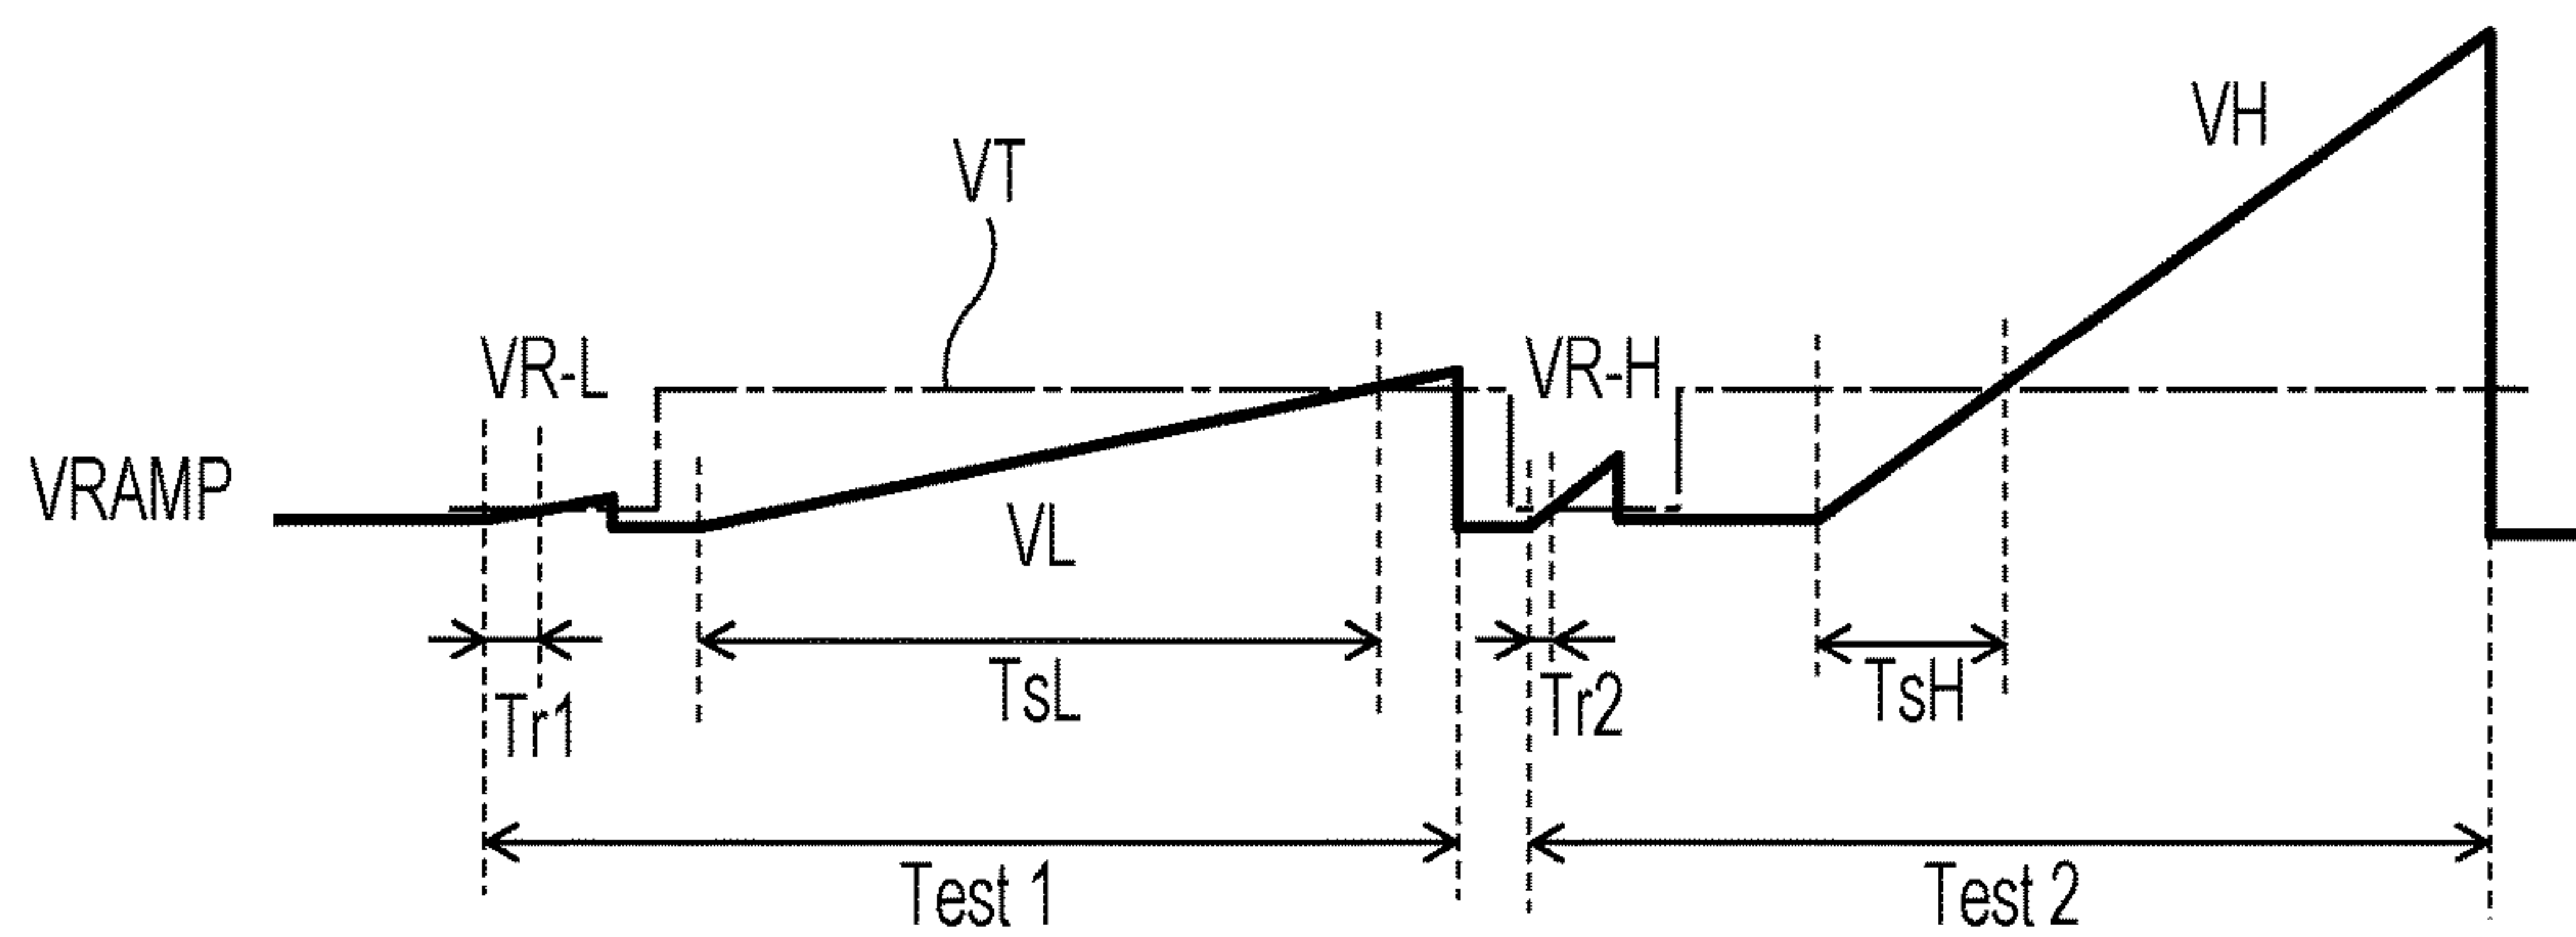 VH
VT
VR-L
VR-H
VRAMP
VL
TsL
TsH
Tr1
Tr2
Test 1
Test 2